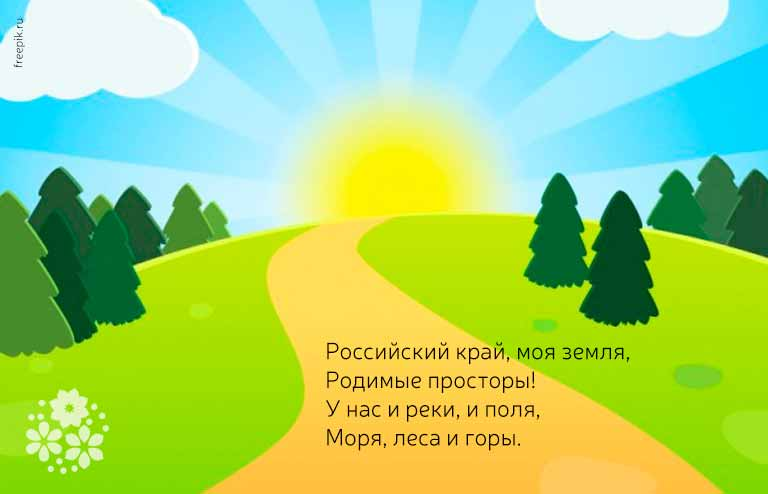 freepik.ru
Российский край, моя земля,
Родимые просторы!
У нас и реки, и поля,
Моря, леса и горы.